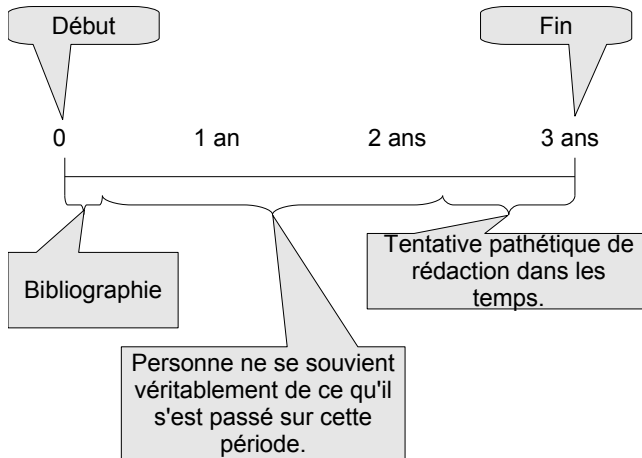 Début
Fin
0
1 an
2 ans
3 ans
Bibliographie
Tentative pathétique de
rédaction dans les
temps.
Personne ne se souvient
véritablement de ce qu'il
s'est passé sur cette
période.